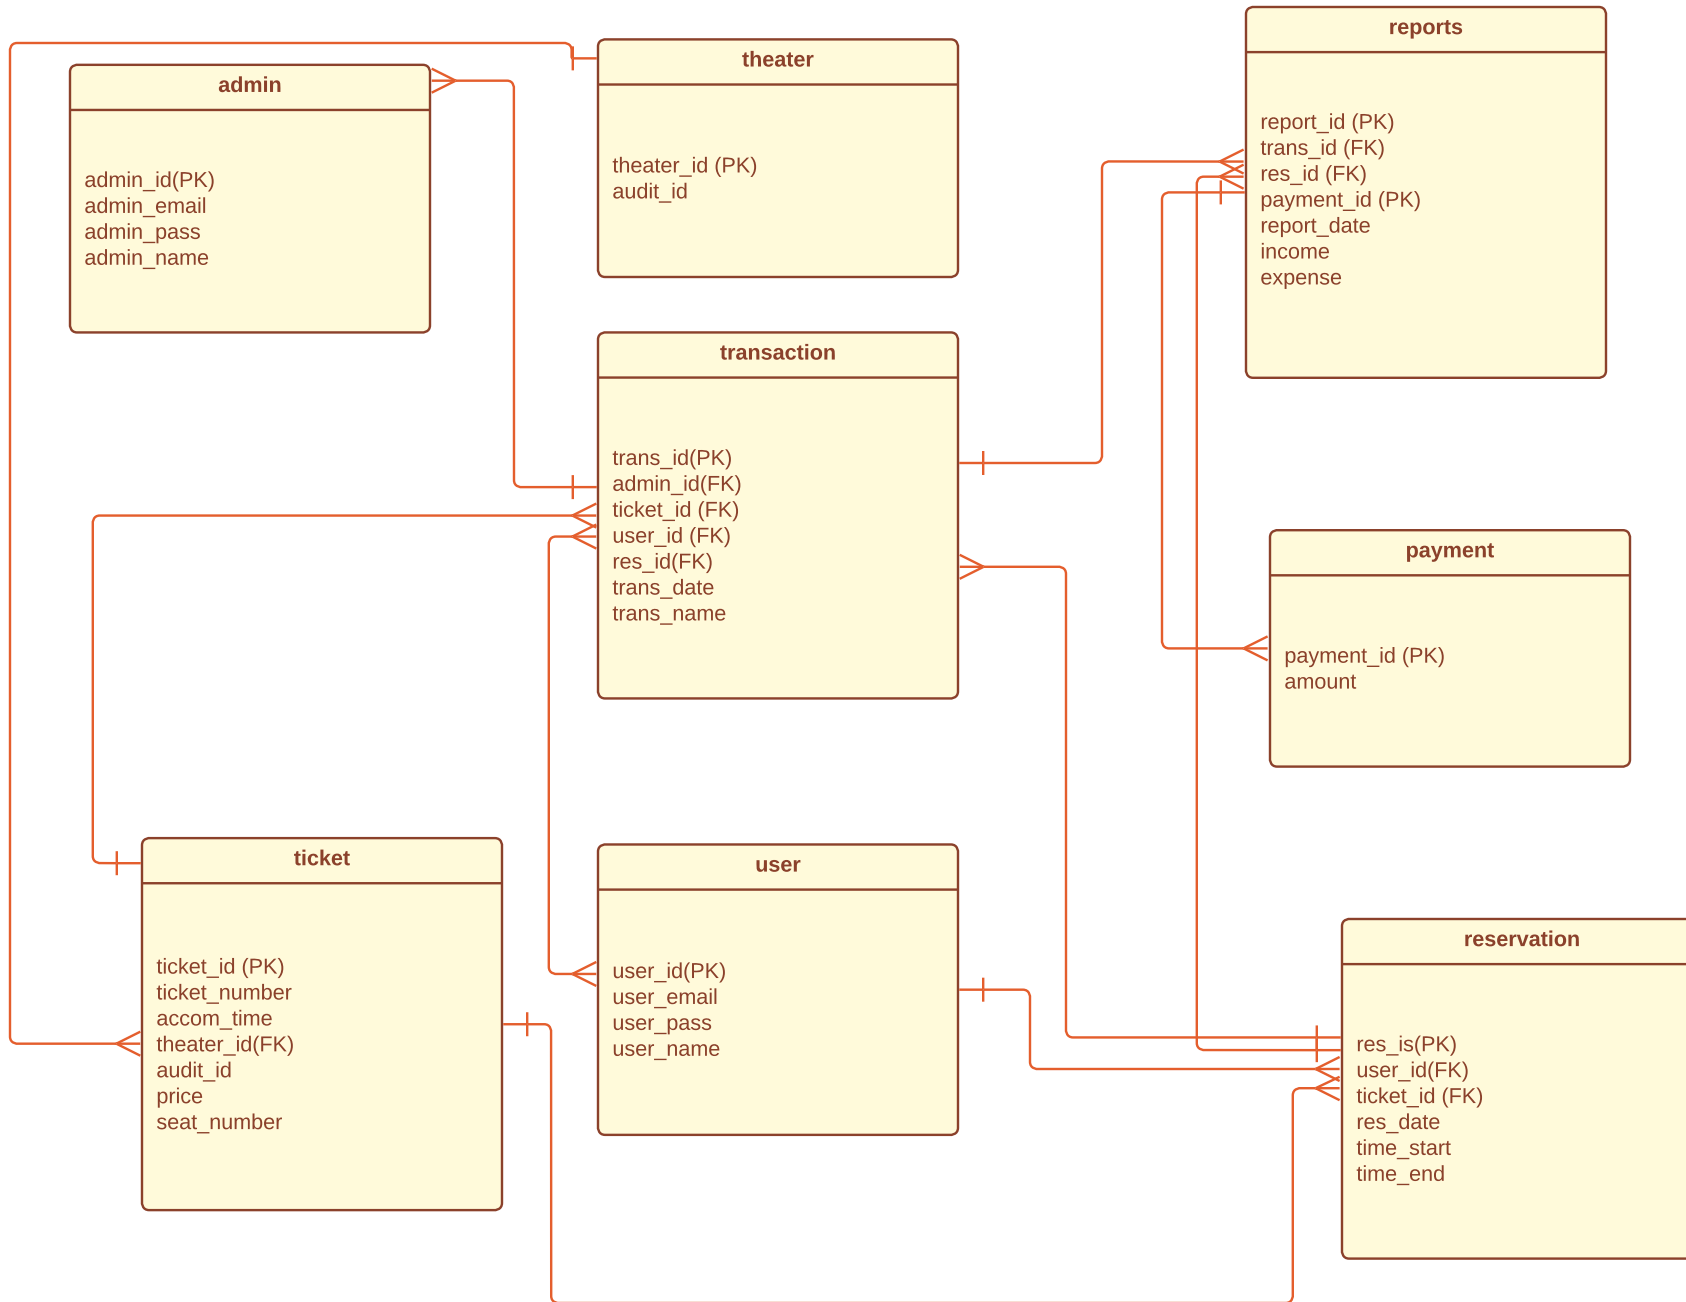 admin
admin_id(PK)
admin_email
admin_pass
admin_name
theater
theater_id (PK)
audit_id
reports
report_id (PK)
trans_id (FK)
res_id (FK)
payment_id (PK)
report_date
income
expense
transaction
trans_id(PK)
admin_id(FK)
ticket_id (FK)
user_id (FK)
res_id(FK)
trans_date
trans_name
payment
payment_id (PK)
amount
ticket
ticket_id (PK)
ticket_number
accom_time
theater_id(FK)
audit_id
price
seat_number
user
user_id(PK)
user_email
user_pass
user_name
reservation
res_is(PK)
user_id(FK)
ticket_id (FK)
res_date
time_start
time_end